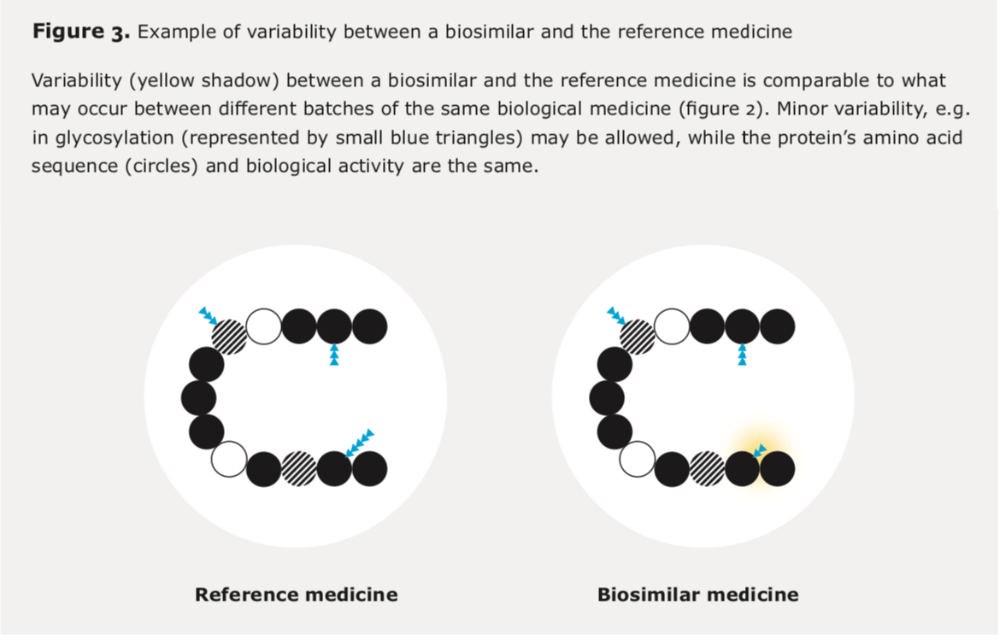 Figure 3. Example of variability between a biosimilar and the reference medicine
Variability (yellow shadow) between a biosimilar and the reference medicine is comparable to what
may occur between different batches of the same biological medicine (figure 2). Minor variability, e.g.
in glycosylation (represented by small blue triangles) may be allowed, while the protein’s amino acid
sequence (circles) and biological activity are the same.
Reference medicine
Biosimilar medicine